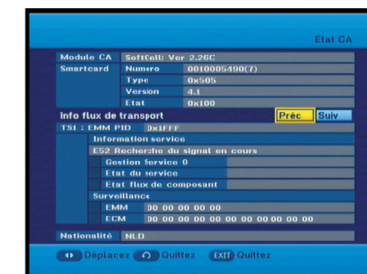 Etat CA
Module CA SoftCell: Ver 2.26C
Smartcard Numero 0010005490(7)
Type 0x505
Version 4.1
Etat 0x100
Info flux de transport Préc Suiv
TS1 : EMM PID 0x1FFF
Information service
E52 Recherche du signal en cours
Gestion Service 0
Etat du service
Etat flux de composant
Surveillance
EMM 00 00 00 00 00
ECM 00 00 00 00 00 00 00 00 00 00
Nationalité NLD
Déplacez Quittez EXIT Quittez